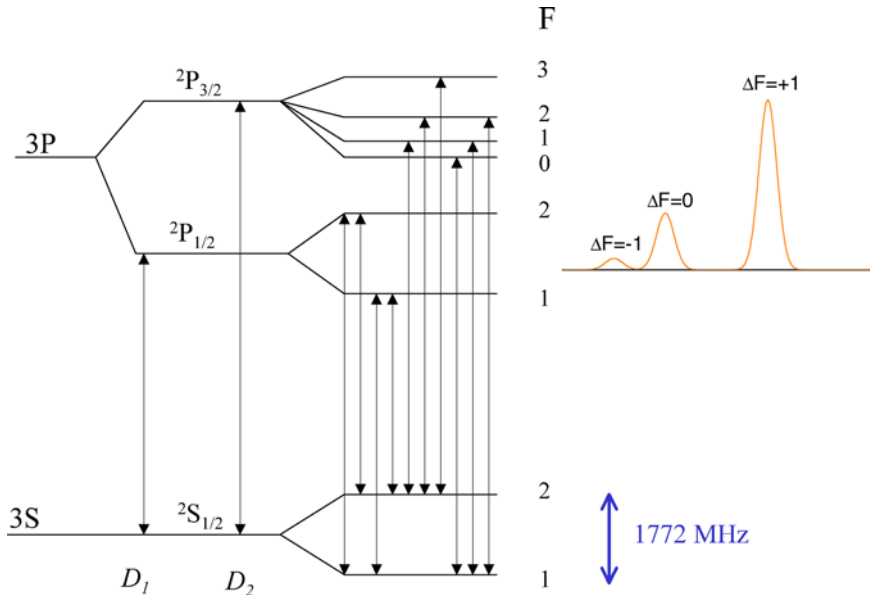 F
3
²P₃/₂
ΔF=+1
2
3P
1
0
ΔF=0
2
²P₁/₂
ΔF=-1
1
2
3S
²S₁/₂
1772 MHz
D₁
D₂
1